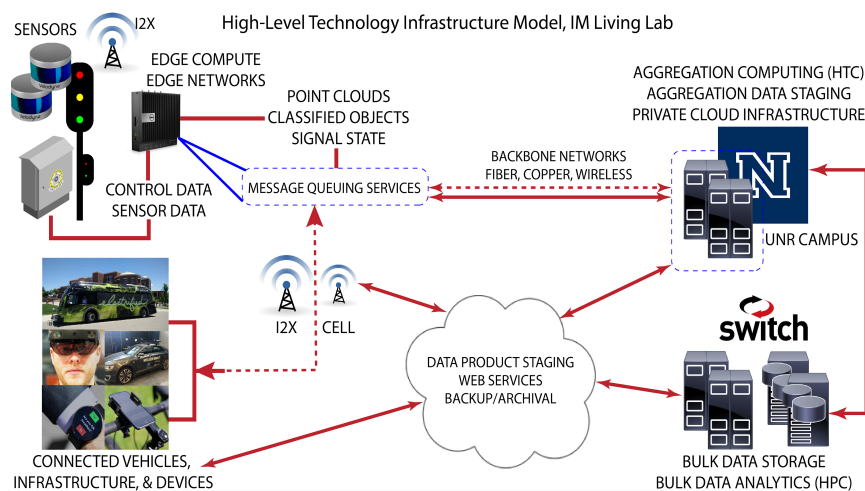 High-Level Technology Infrastructure Model, IM Living Lab
SENSORS
I2X
Velodyne
Velodyne
EDGE COMPUTE
EDGE NETWORKS
POINT CLOUDS
CLASSIFIED OBJECTS
SIGNAL STATE
AGGREGATION COMPUTING (HTC)
AGGREGATION DATA STAGING
PRIVATE CLOUD INFRASTRUCTURE
N
CONTROL DATA
SENSOR DATA
MESSAGE QUEUING SERVICES
BACKBONE NETWORKS
FIBER, COPPER, WIRELESS
UNR CAMPUS
I2X
CELL
switch
DATA PRODUCT STAGING
WEB SERVICES
BACKUP/ARCHIVAL
CONNECTED VEHICLES,
INFRASTRUCTURE, & DEVICES
BULK DATA STORAGE
BULK DATA ANALYTICS (HPC)